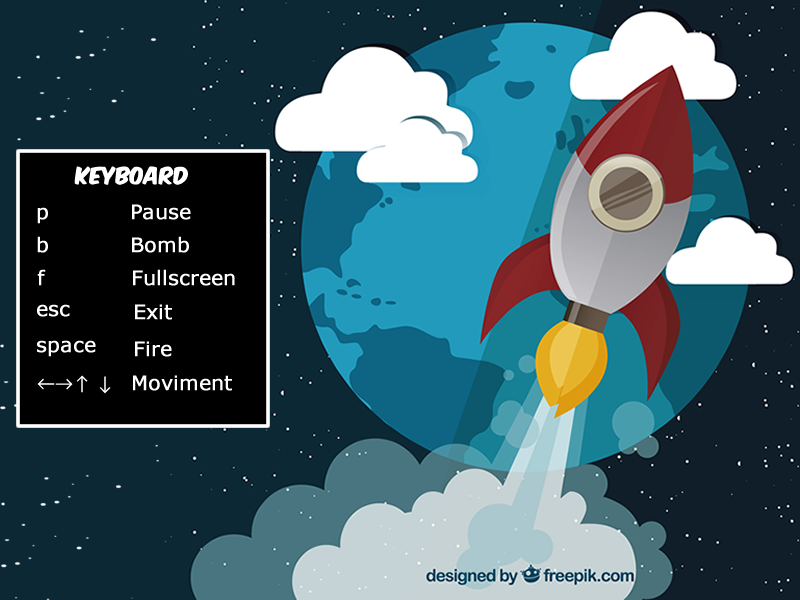 KEYBOARD
p Pause
b Bomb
f Fullscreen
esc Exit
space Fire
←→↑ ↓ Moviment
designed by freepik.com